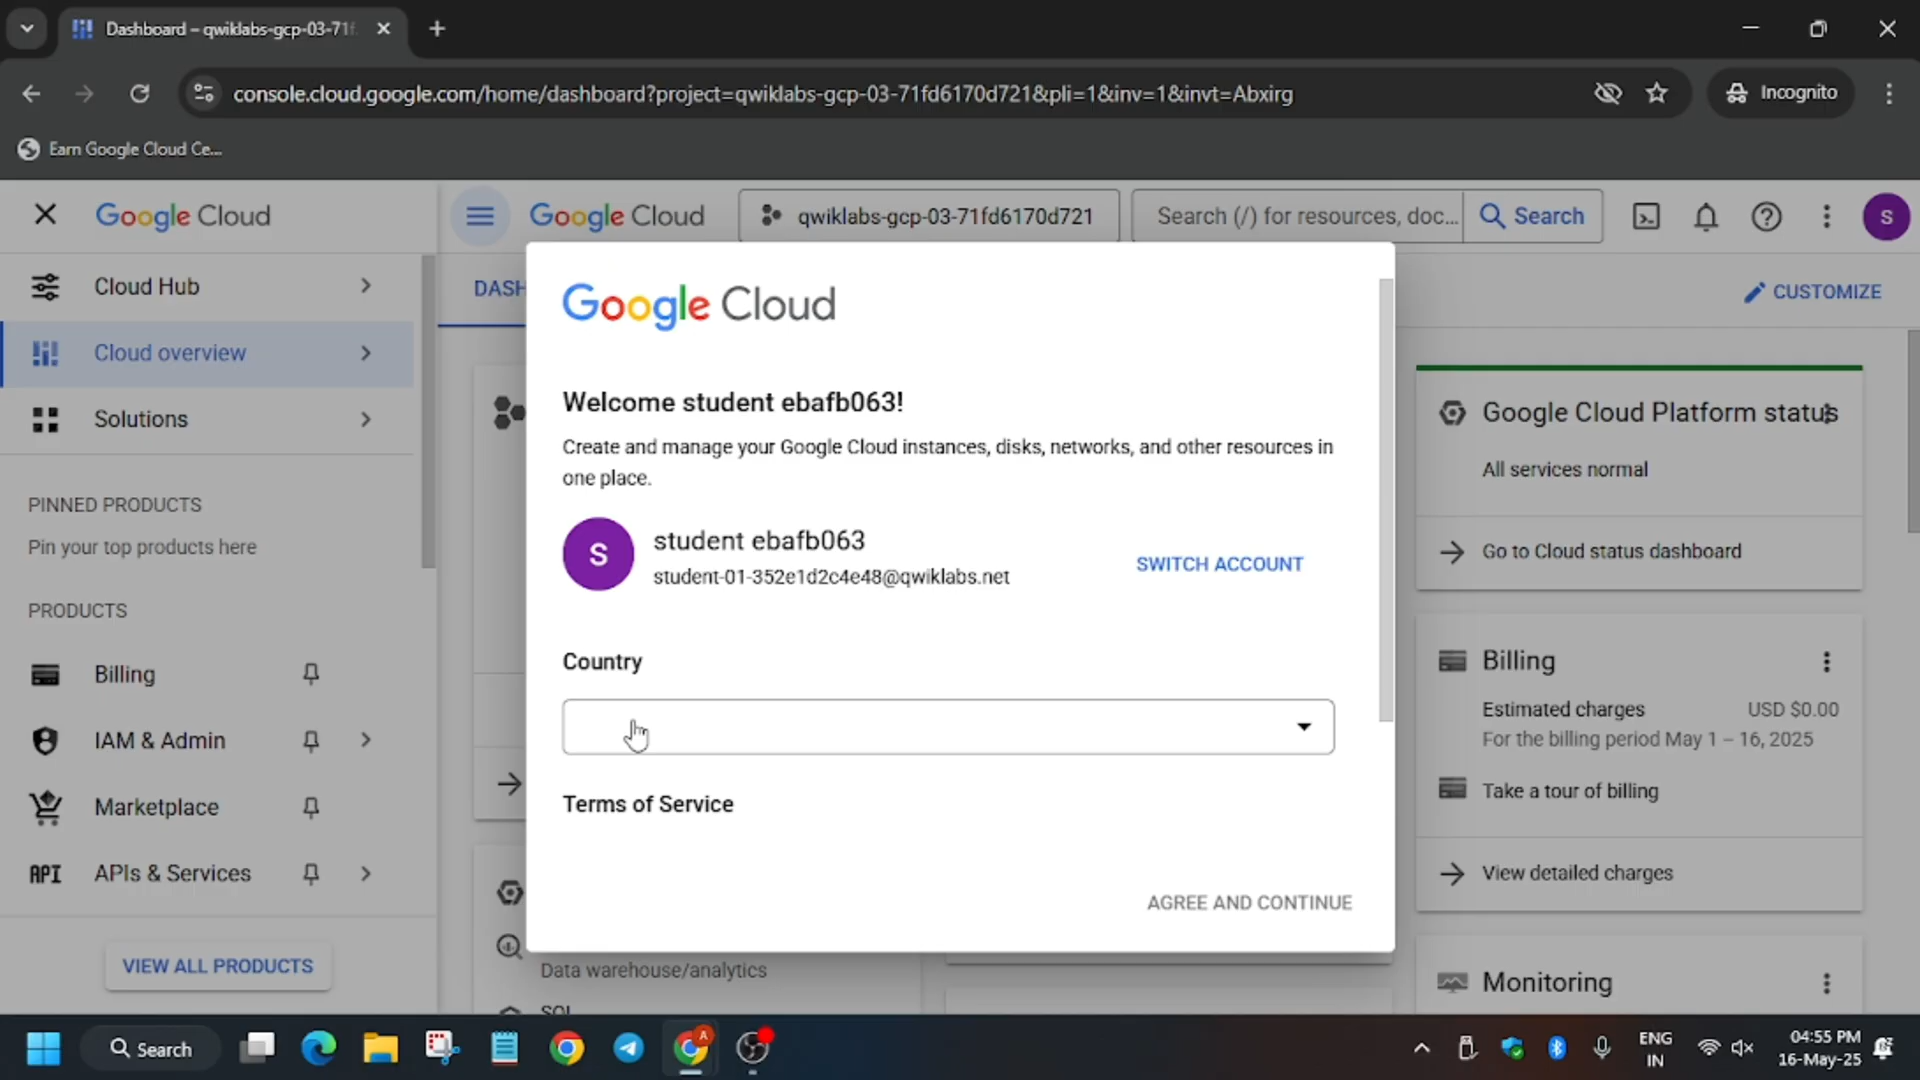 Dashboard – qwiklabs-gcp-03-71f
console.cloud.google.com/home/dashboard?project=qwiklabs-gcp-03-71fd6170d721&pli=1&inv=1&invt=Abxirg
Incognito
Earn Google Cloud Ce...
Google Cloud
Google Cloud
qwiklabs-gcp-03-71fd6170d721
Search (/) for resources, doc...
Search
S
Cloud Hub
Cloud overview
Solutions
PINNED PRODUCTS
Pin your top products here
PRODUCTS
Billing
IAM & Admin
Marketplace
API APIs & Services
VIEW ALL PRODUCTS
DASH
CUSTOMIZE
Google Cloud
Welcome student ebafb063!
Create and manage your Google Cloud instances, disks, networks, and other resources in
one place.
S
student ebafb063
student-01-352e1d2c4e48@qwiklabs.net
SWITCH ACCOUNT
Country
Terms of Service
AGREE AND CONTINUE
Data warehouse/analytics
SQL
Google Cloud Platform status
All services normal
Go to Cloud status dashboard
Billing
Estimated charges USD $0.00
For the billing period May 1 – 16, 2025
Take a tour of billing
View detailed charges
Monitoring
Search
A
ENG
IN
04:55 PM
16-May-25